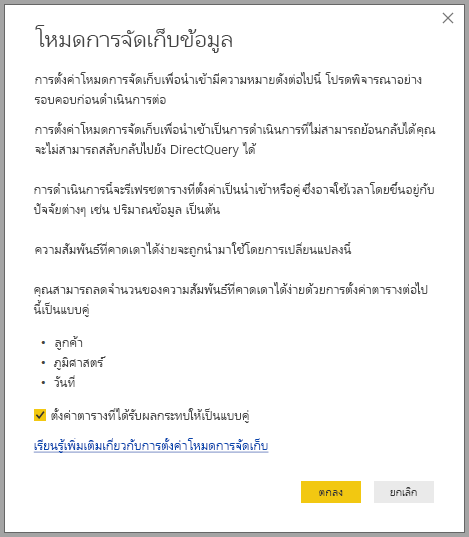 โหมดการจัดเก็บข้อมูล
การตั้งค่าโหมดการจัดเก็บเพื่อนำเข้ามีความหมายดังต่อไปนี้ โปรดพิจารณาอย่าง
รอบคอบก่อนดำเนินการต่อ
การตั้งค่าโหมดการจัดเก็บเพื่อนำเข้าเป็นการดำเนินการที่ไม่สามารถย้อนกลับได้คุณ
จะไม่สามารถสลับกลับไปยัง DirectQuery ได้
การดำเนินการนี้จะรีเฟรชตารางที่ตั้งค่าเป็นนำเข้าหรือคู่ ซึ่งอาจใช้เวลาโดยขึ้นอยู่กับ
ปัจจัยต่างๆ เช่น ปริมาณข้อมูล เป็นต้น
ความสัมพันธ์ที่คาดเดาได้ง่ายจะถูกนำมาใช้โดยการเปลี่ยนแปลงนี้
คุณสามารถลดจำนวนของความสัมพันธ์ที่คาดเดาได้ง่ายด้วยการตั้งค่าตารางต่อไป
นี้เป็นแบบคู่
• ลูกค้า
• ภูมิศาสตร์
• วันที่
ตั้งค่าตารางที่ได้รับผลกระทบให้เป็นแบบคู่
เรียนรู้เพิ่มเติมเกี่ยวกับการตั้งค่าโหมดการจัดเก็บ
ตกลง
ยกเลิก